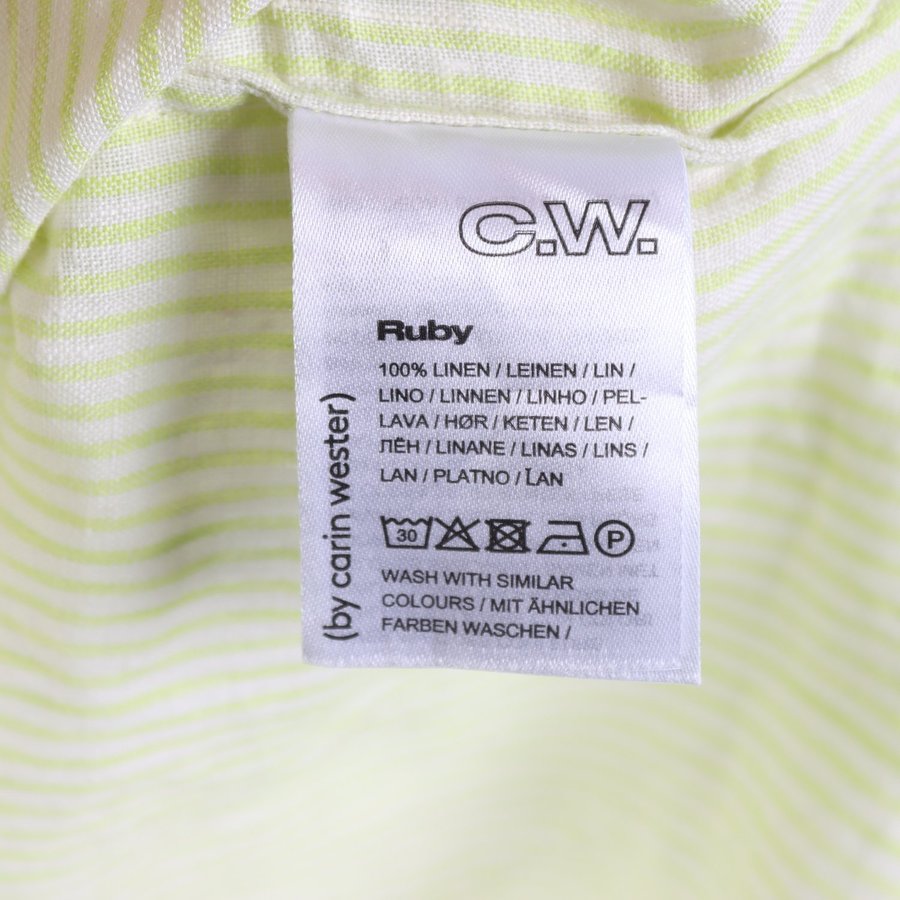 C.W.
Ruby
100% LINEN / LEINEN / LIN /
LINO / LINNEN / LINHO / PEL-
LAVA / HØR / KETEN / LEN /
ЛЁН / LINANE / LINAS / LINS /
LAN / PLATNO / LAN
30
P
WASH WITH SIMILAR
COLOURS / MIT ÄHNLICHEN
FARBEN WASCHEN /
(by carin wester)